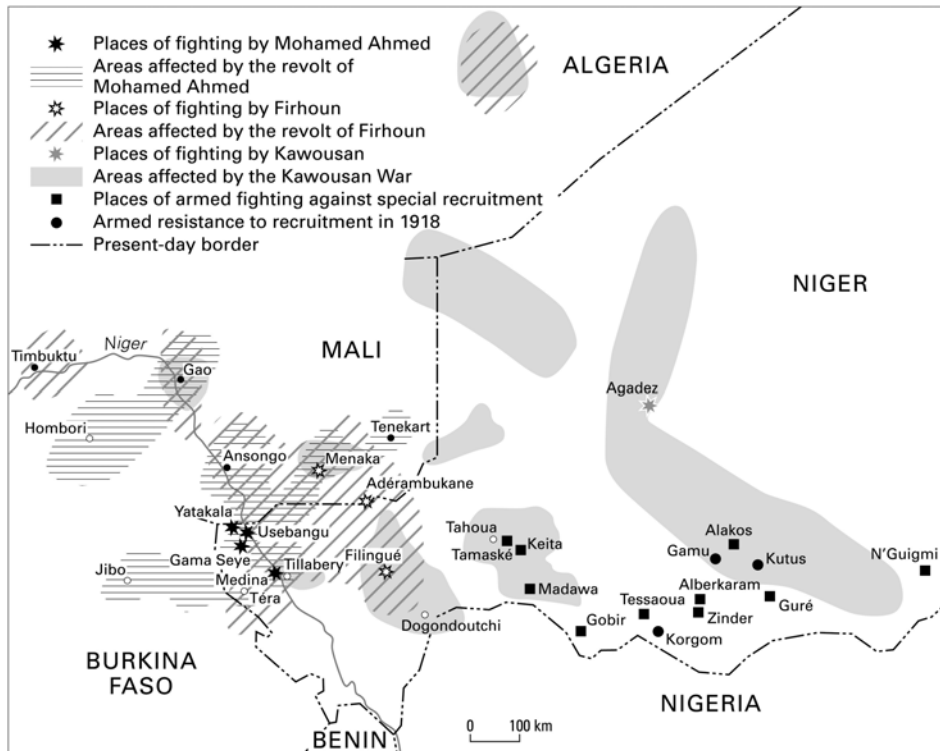 Places of fighting by Mohamed Ahmed
Areas affected by the revolt of
Mohamed Ahmed
Places of fighting by Firhoun
Areas affected by the revolt of Firhoun
Places of fighting by Kawousan
Areas affected by the Kawousan War
Places of armed fighting against special recruitment
Armed resistance to recruitment in 1918
Present-day border
ALGERIA
NIGER
MALI
Niger
Timbuktu
Gao
Agadez
Hombori
Tenekart
Ansongo
Menaka
Adérambukane
Yatakala
Usebangu
Tahoua
Keita
Alakos
Tamaské
Gamu
Kutus
N'Guigmi
Gama Seye
Tillabery
Filingué
Jibo
Medina
Téra
Madawa
Alberkaram
Tessaoua
Guré
Zinder
Dogondoutchi
Gobir
Korgom
BURKINA
FASO
NIGERIA
BENIN
0 100 km